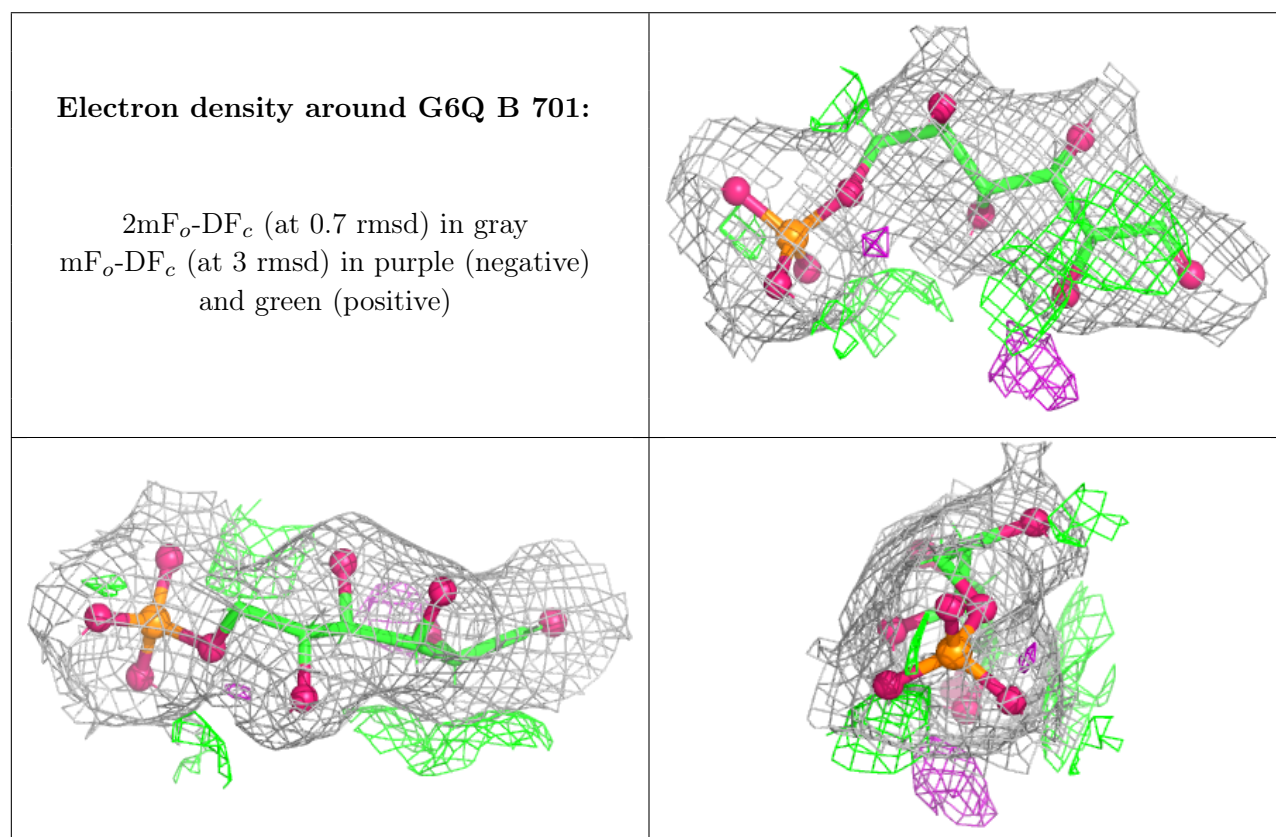 Electron density around G6Q B 701:
2mFo-DFc (at 0.7 rmsd) in gray
mFo-DFc (at 3 rmsd) in purple (negative)
and green (positive)